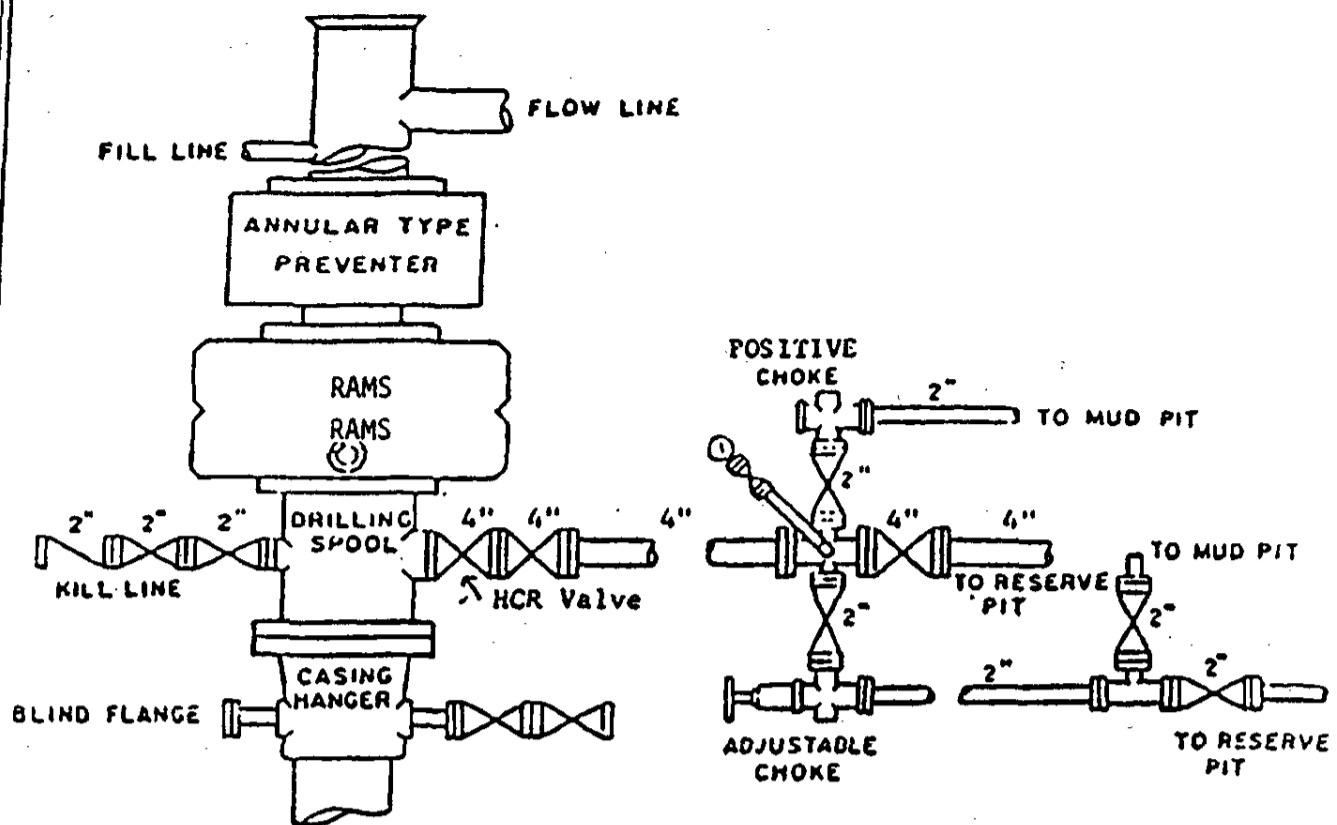 FLOW LINE
FILL LINE
ANNULAR TYPE
PREVENTER
RAMS
RAMS
POSITIVE
CHOKE
2"
TO MUD PIT
2"
2" 2" 2"
DRILLING
SPOOL
4" 4" 4"
4" 4"
KILL LINE
HCR Valve
TO RESERVE
PIT
TO MUD PIT
2"
2"
CASING
HANGER
2"
2"
BLIND FLANGE
ADJUSTABLE
CHOKE
TO RESERVE
PIT